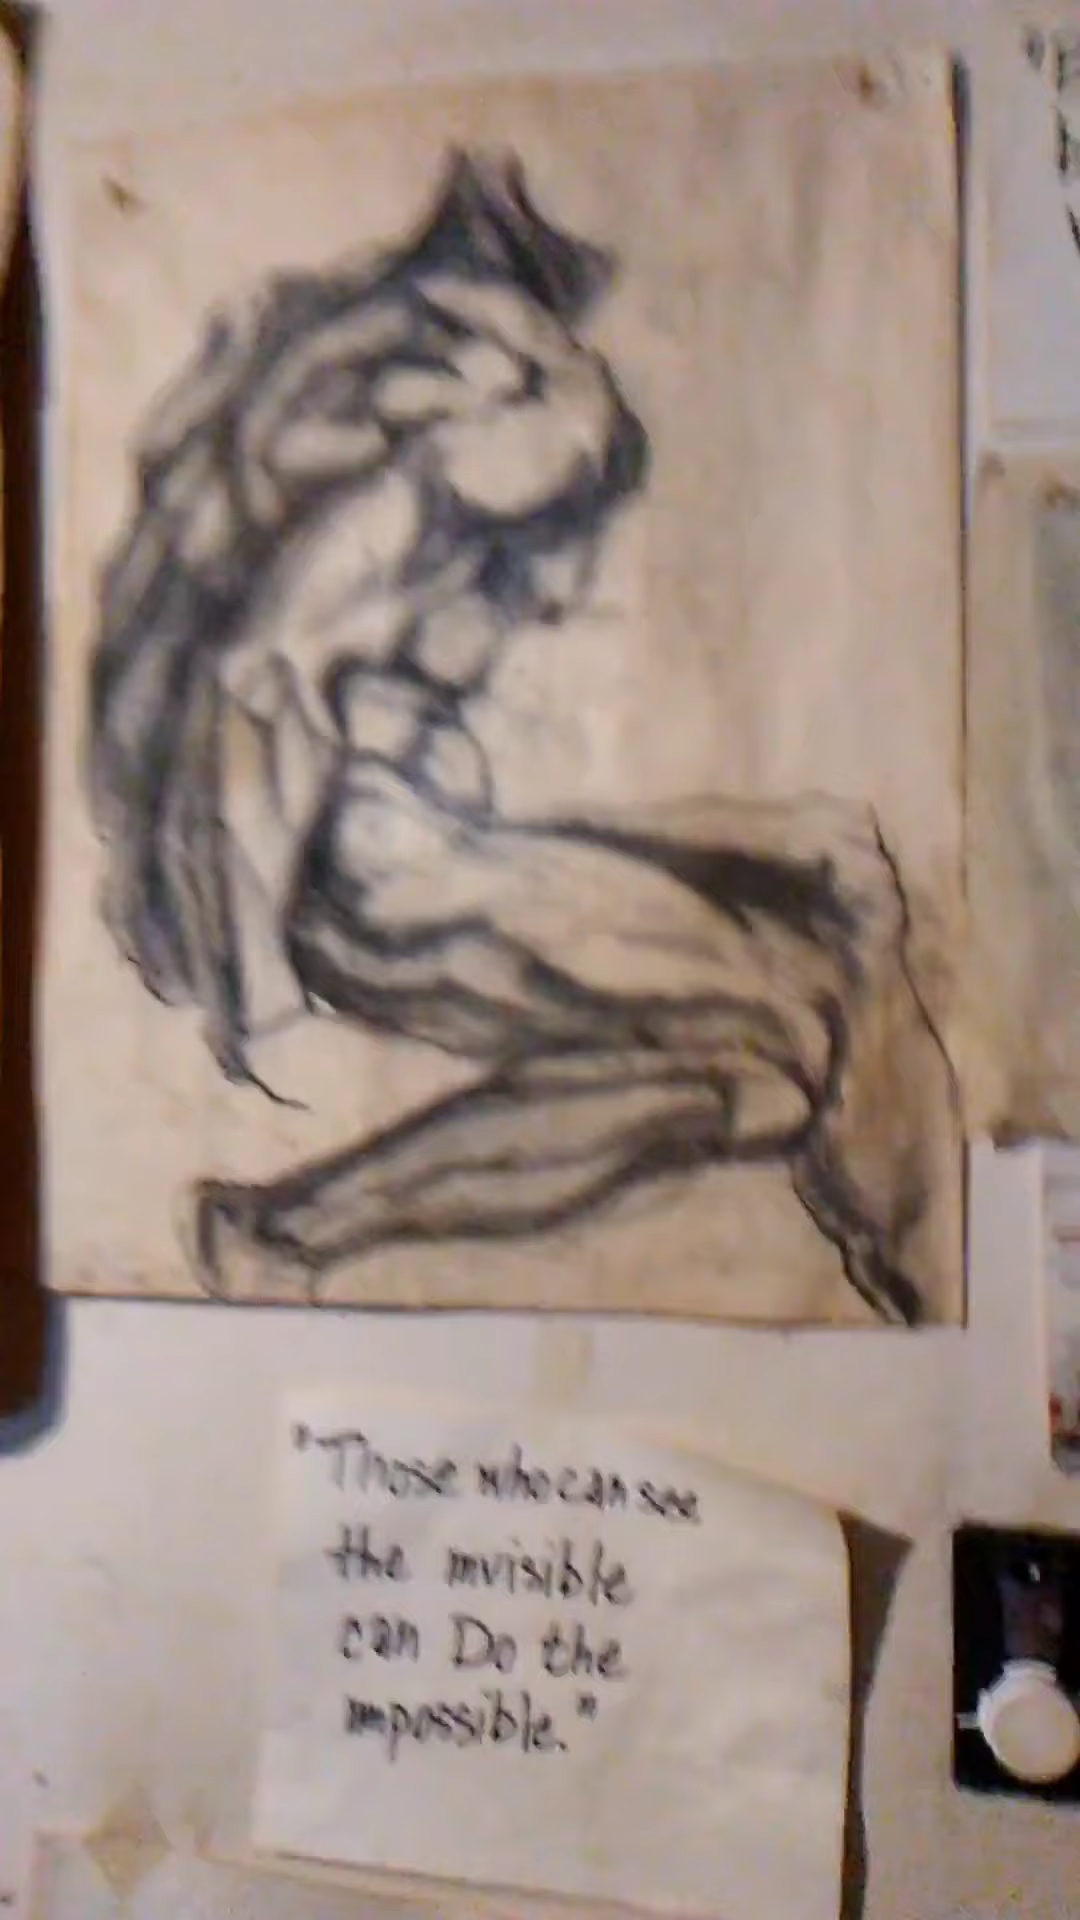 "Those who can see
the invisible
can Do the
impossible."